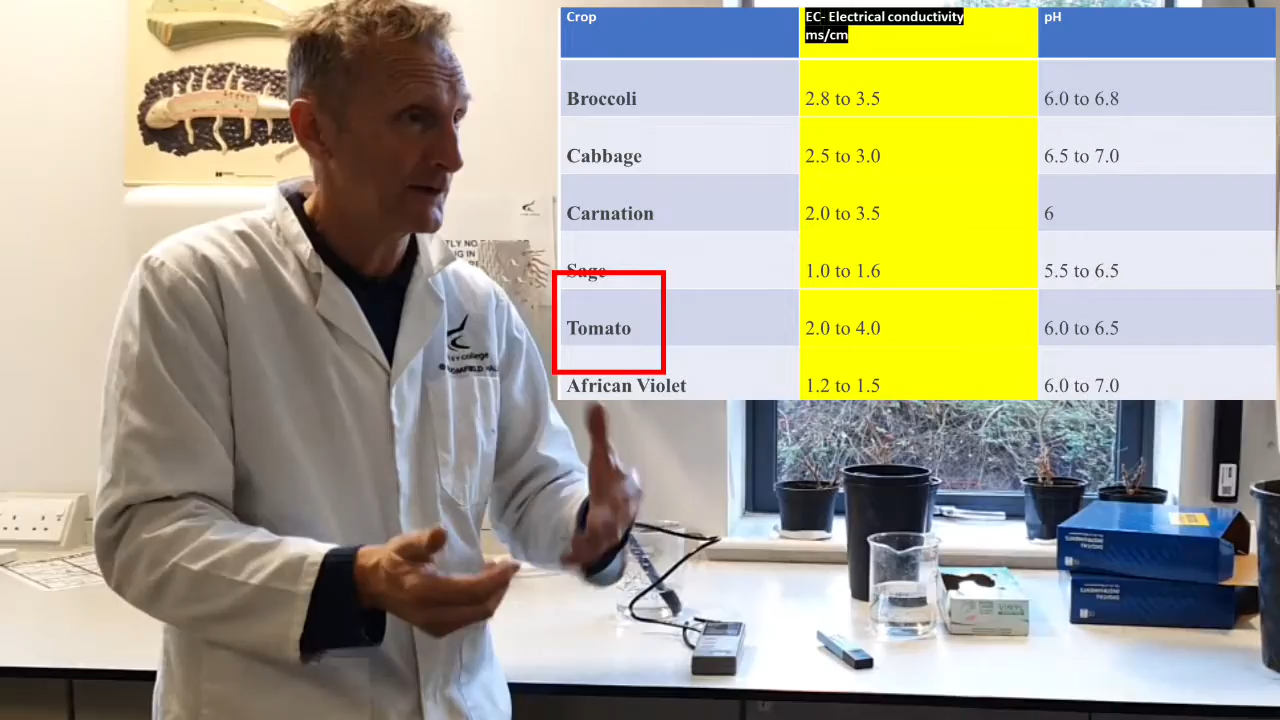 Crop EC- Electrical conductivity pH
ms/cm
Broccoli 2.8 to 3.5 6.0 to 6.8
Cabbage 2.5 to 3.0 6.5 to 7.0
Carnation 2.0 to 3.5 6
Sage 1.0 to 1.6 5.5 to 6.5
Tomato 2.0 to 4.0 6.0 to 6.5
African Violet 1.2 to 1.5 6.0 to 7.0
college